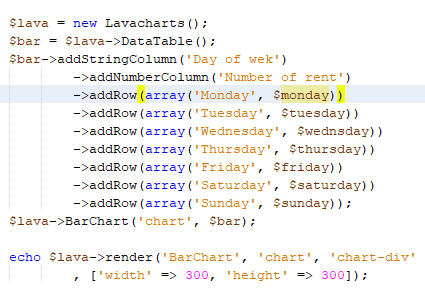 $lava = new Lavacharts();
$bar = $lava->DataTable();
$bar->addStringColumn('Day of wek')
->addNumberColumn('Number of rent')
->addRow(array('Monday', $monday))
->addRow(array('Tuesday', $tuesday))
->addRow(array('Wednesday', $wednsday))
->addRow(array('Thursday', $thursday))
->addRow(array('Friday', $friday))
->addRow(array('Saturday', $saturday))
->addRow(array('Sunday', $sunday));
$lava->BarChart('chart', $bar);
echo $lava->render('BarChart', 'chart', 'chart-div'
, ['width' => 300, 'height' => 300]);